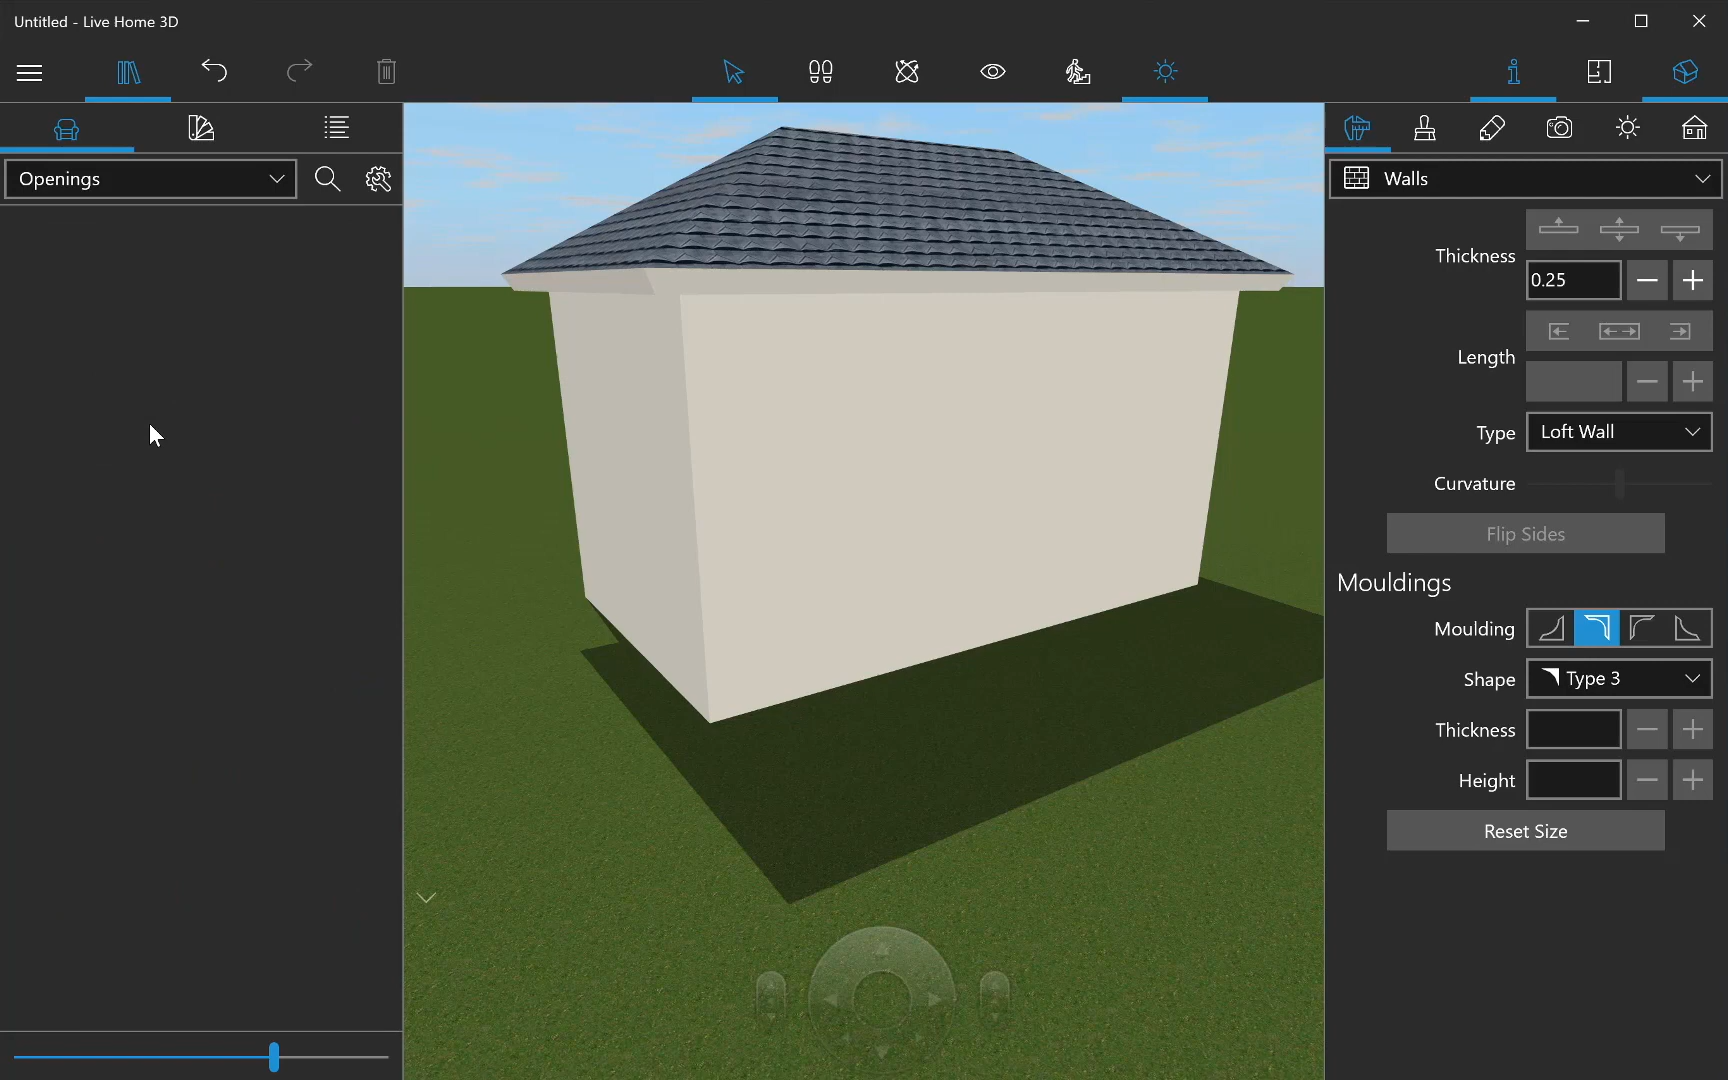 Untitled - Live Home 3D
Openings
Walls
Thickness
0.25
Length
Type
Loft Wall
Curvature
Flip Sides
Mouldings
Moulding
Shape
Type 3
Thickness
Height
Reset Size